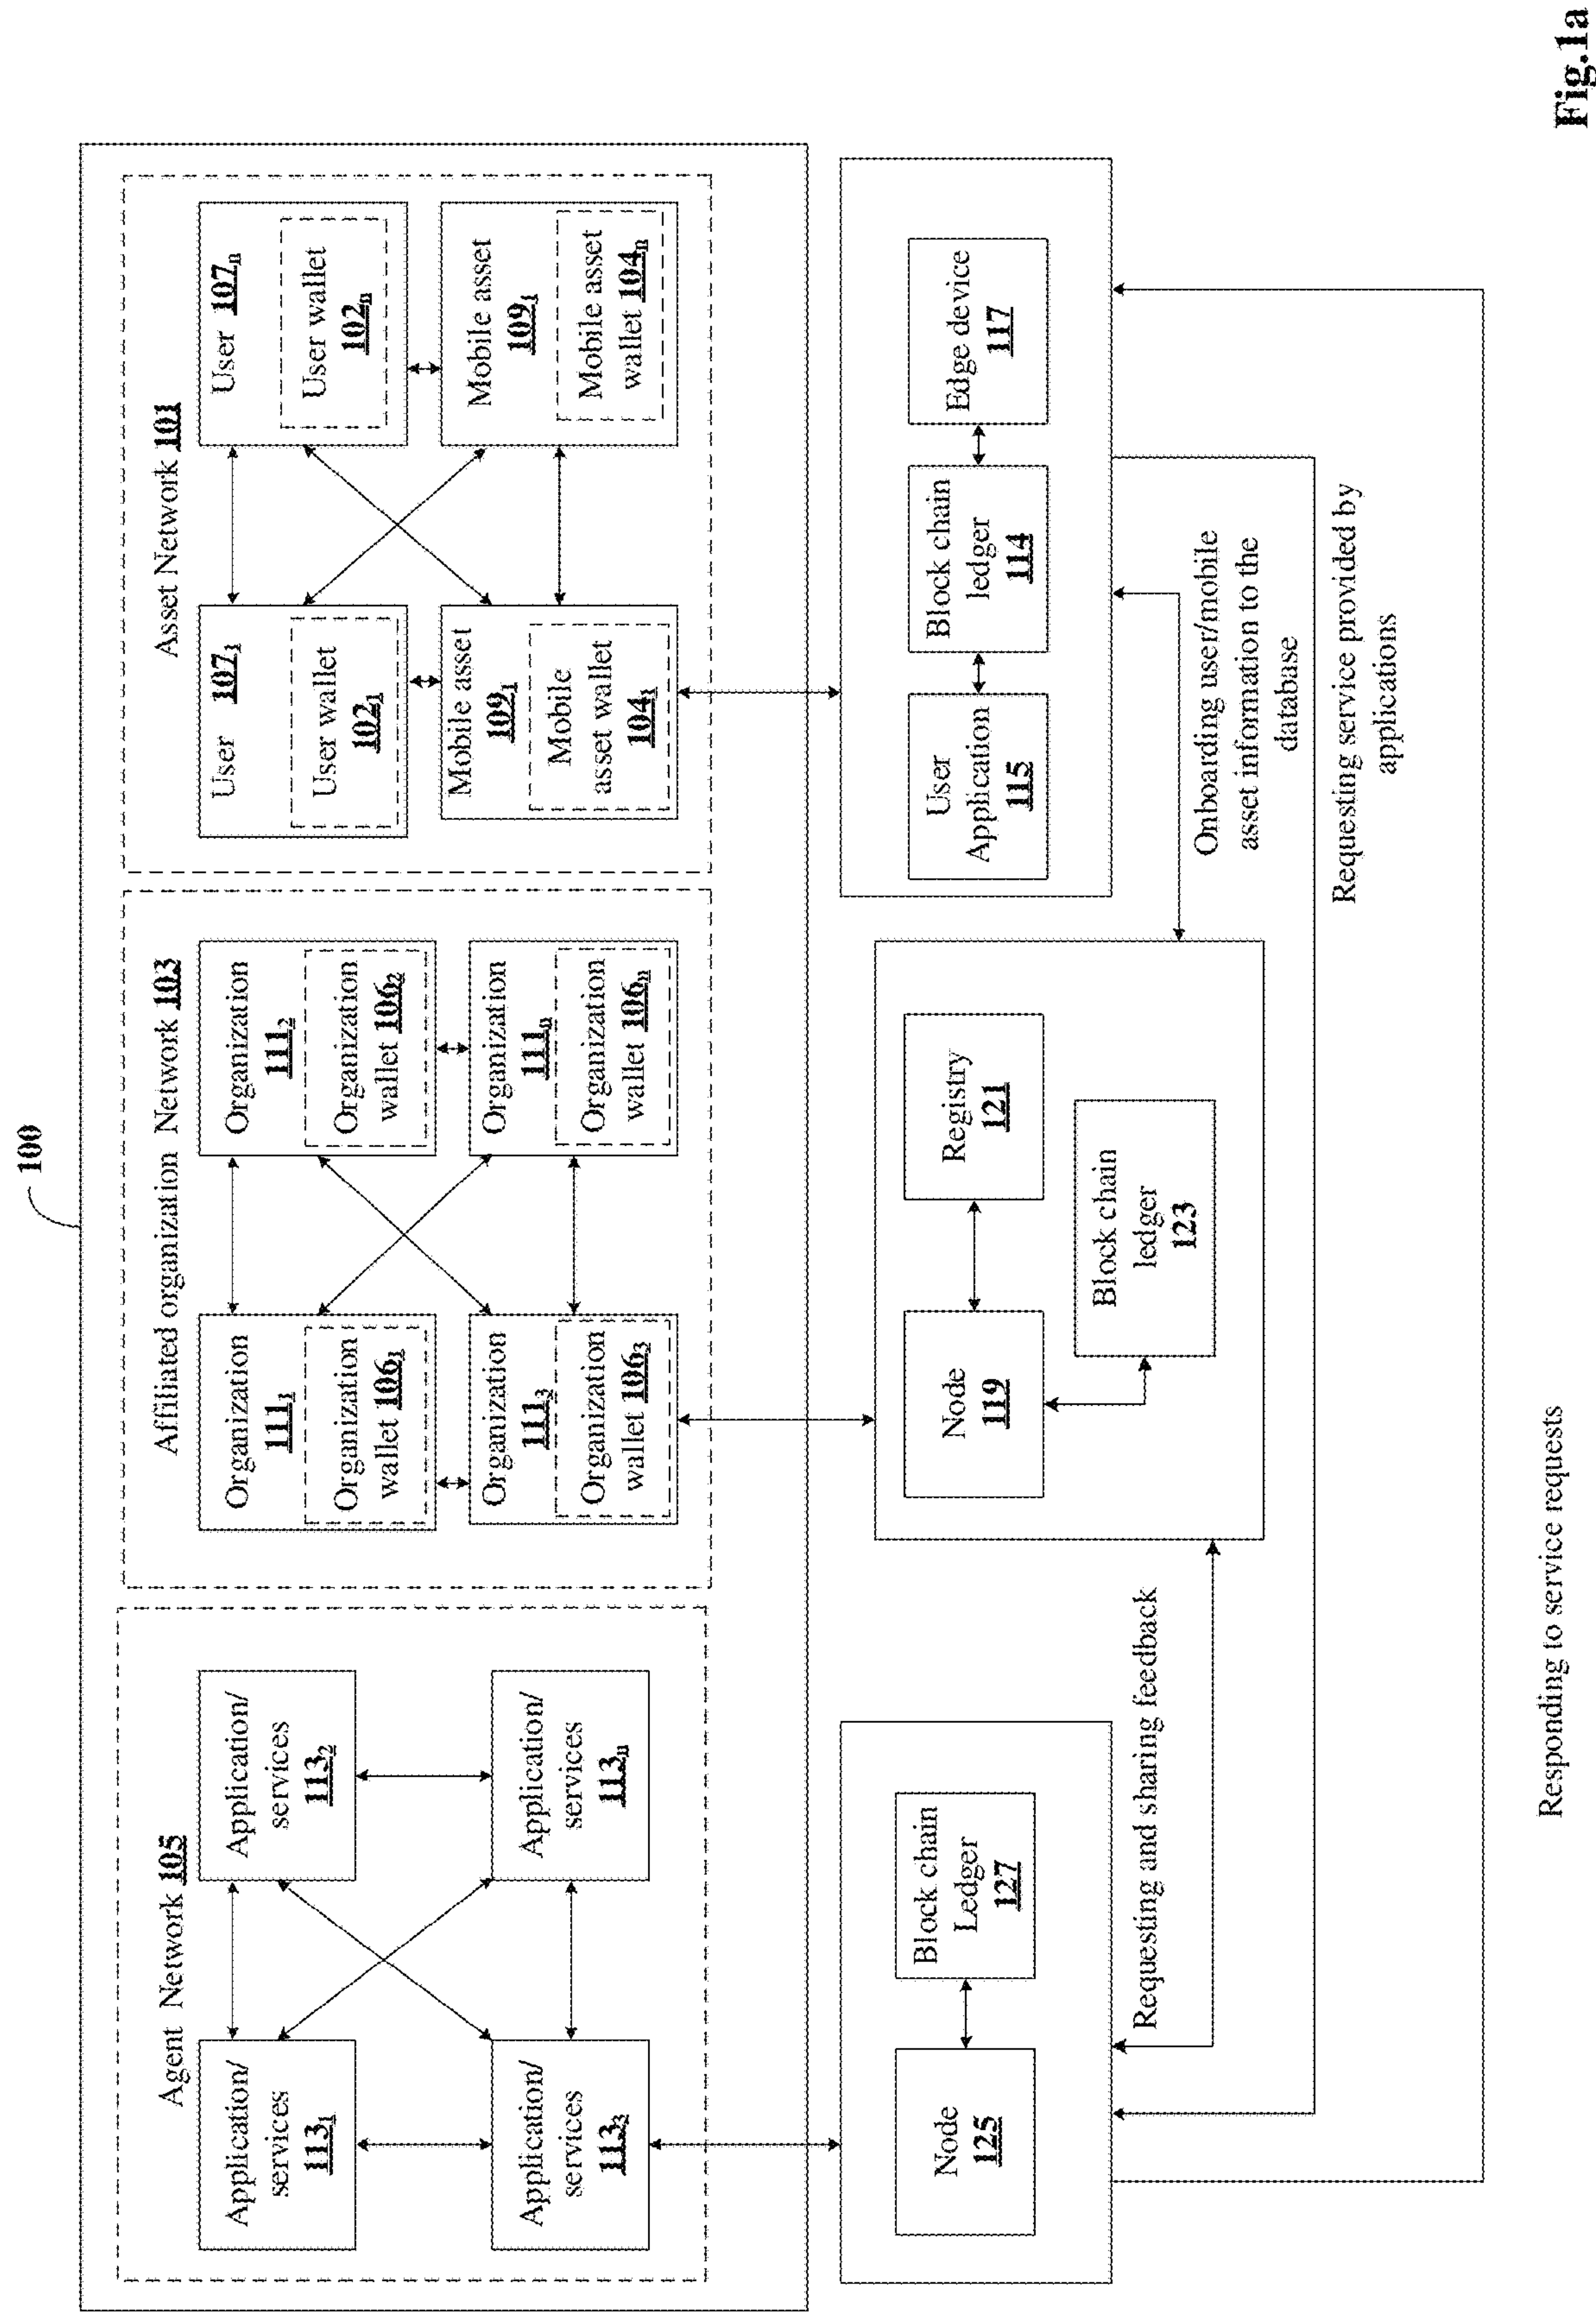 100
Agent Network 105
Application/
services
113₁
Application/
services
113₂
Application/
services
113₃
Application/
services
113ₙ
Affiliated organization Network 103
Organization
111₁
Organization
wallet 106₁
Organization
111₂
Organization
wallet 106₂
Organization
111₃
Organization
wallet 106₃
Organization
111ₙ
Organization
wallet 106ₙ
Asset Network 101
User 107₁
User wallet
102₁
User 107ₙ
User wallet
102ₙ
Mobile asset
109₁
Mobile
asset wallet
104₁
Mobile asset
109₁
Mobile asset
wallet 104ₙ
Node
125
Block chain
Ledger
127
Node
119
Registry
121
Block chain
ledger
123
User
Application
115
Block chain
ledger
114
Edge device
117
Requesting and sharing feedback
Onboarding user/mobile
asset information to the
database
Requesting service provided by
applications
Responding to service requests
Fig.1a